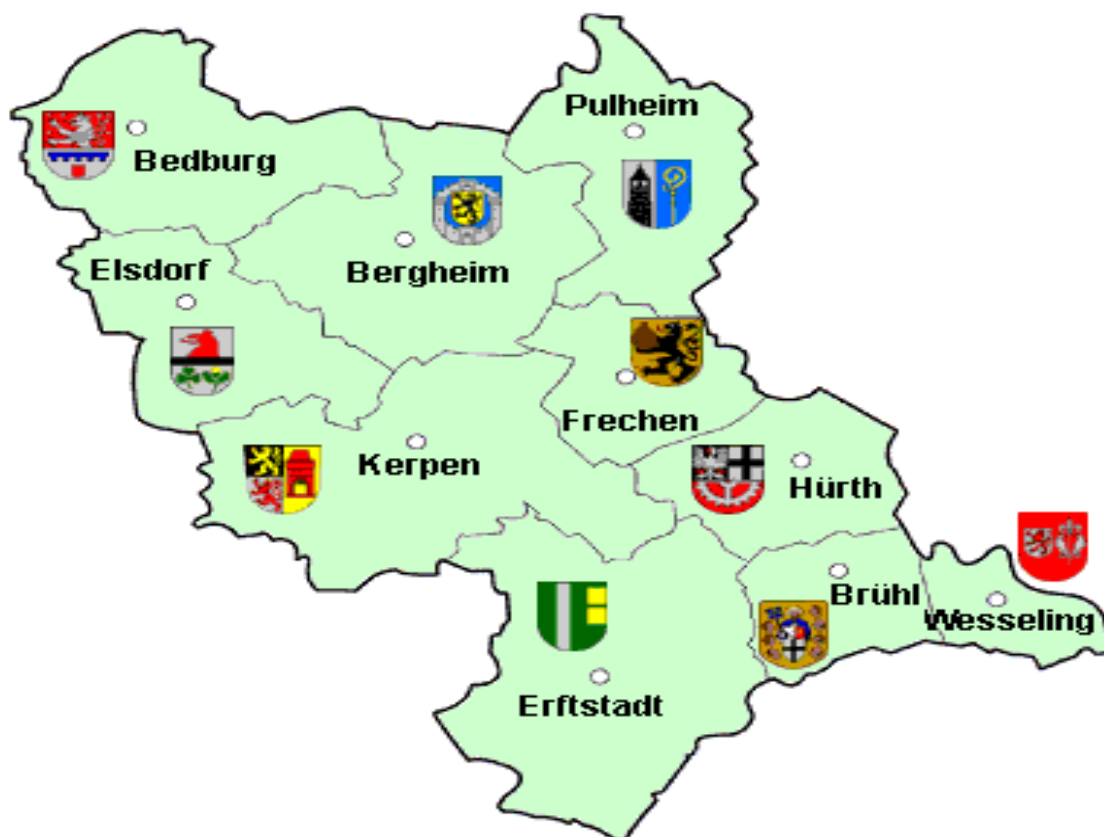 Pulheim
Bedburg
Elsdorf
Bergheim
Frechen
Kerpen
Hürth
Brühl
Wesseling
Erftstadt